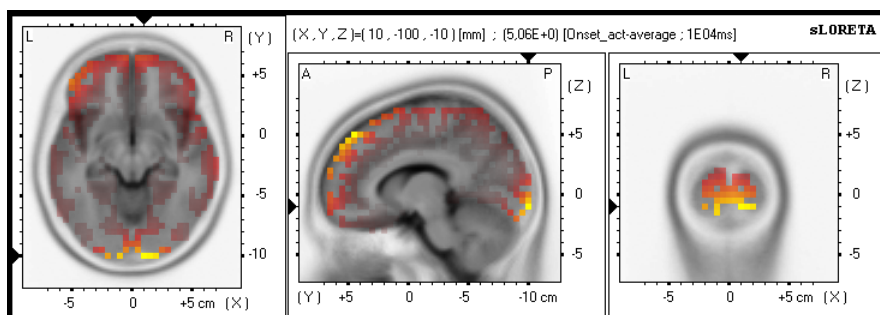 L R (Y) (X, Y, Z)=( 10 , -100 , -10 ) [mm] ; (5,06E+0) [Onset_act-average ; 1E04ms] sLORETA
+5
0
-5
-10
-5 0 +5 cm (X)
A P (Z)
+5
0
-5
(Y) +5 0 -5 -10 cm
L R (Z)
+5
0
-5
-5 0 +5 cm (X)